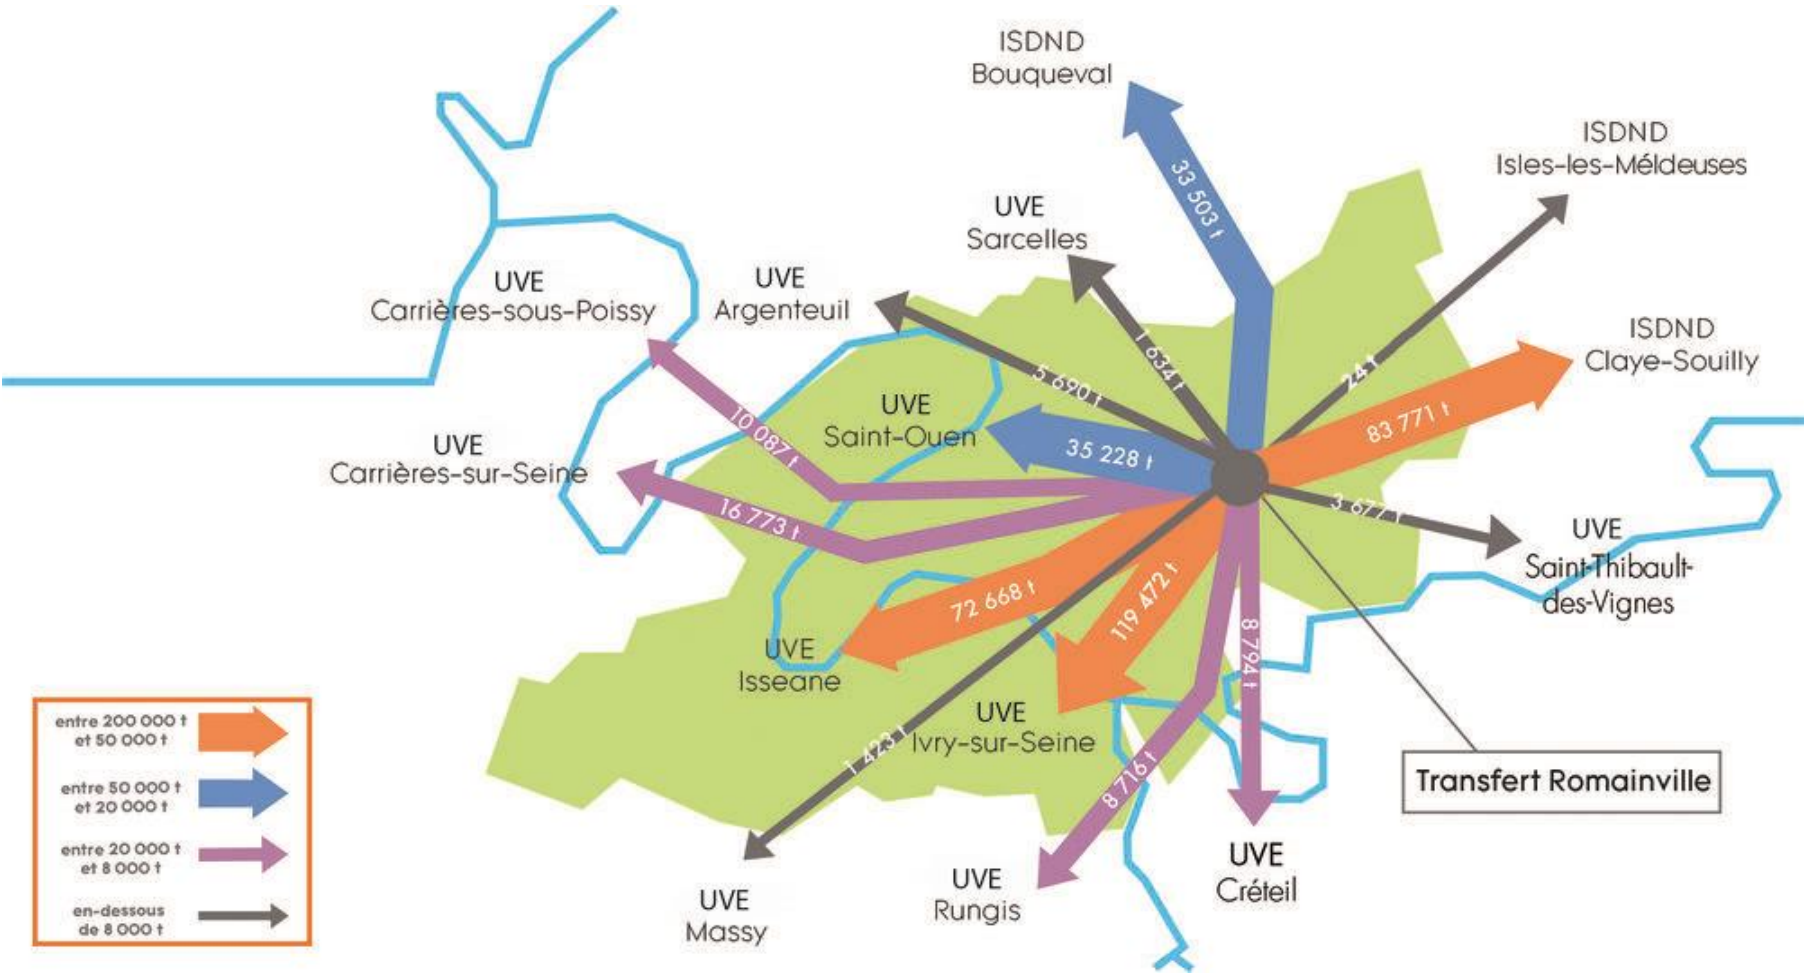 ISDND
Bouqueval
33 503 t
ISDND
Isles-les-Méldeuses
24 t
UVE
Sarcelles
1 634 t
UVE
Argenteuil
5 690 t
UVE
Carrières-sous-Poissy
10 087 t
ISDND
Claye-Souilly
83 771 t
UVE
Saint-Ouen
35 228 t
UVE
Carrières-sur-Seine
16 773 t
3 677 t
UVE
Saint-Thibault-
des-Vignes
72 668 t
UVE
Isseane
119 472 t
UVE
Ivry-sur-Seine
8 794 t
UVE
Créteil
8 716 t
UVE
Rungis
1 423 t
UVE
Massy
Transfert Romainville
entre 200 000 t
et 50 000 t
entre 50 000 t
et 20 000 t
entre 20 000 t
et 8 000 t
en-dessous
de 8 000 t